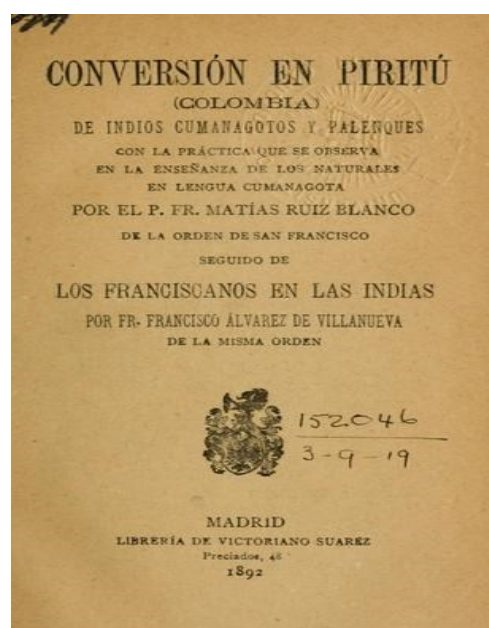 CONVERSIÓN EN PIRITÚ
(COLOMBIA)
DE INDIOS CUMANAGOTOS Y PALENQUES
CON LA PRÁCTICA QUE SE OBSERVA
EN LA ENSEÑANZA DE LOS NATURALES
EN LENGUA CUMANAGOTA
POR EL P. FR. MATÍAS RUIZ BLANCO
DE LA ORDEN DE SAN FRANCISCO
SEGUIDO DE
LOS FRANCISCANOS EN LAS INDIAS
POR FR. FRANCISCO ÁLVAREZ DE VILLANUEVA
DE LA MISMA ORDEN
152046
3-9-19
MADRID
LIBRERÍA DE VICTORIANO SUAREZ
Preciados, 48
1892